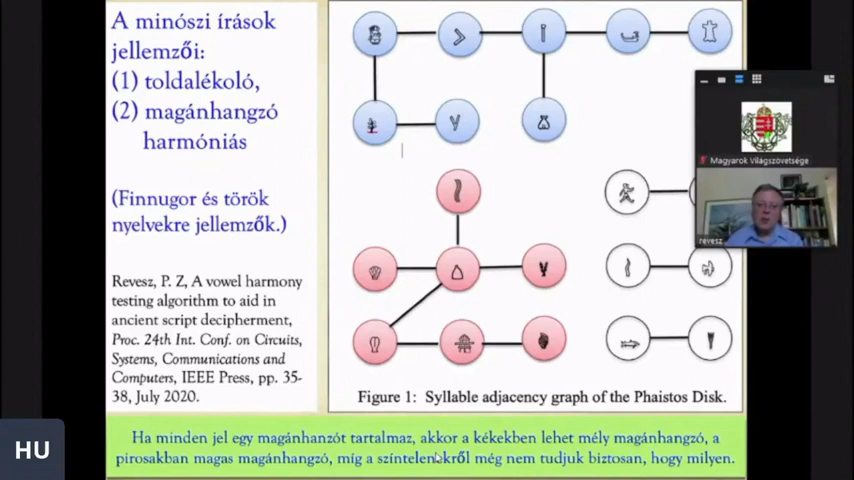 A minószi írások
jellemzői:
(1) toldalékoló,
(2) magánhangzó
harmóniás
(Finnugor és török
nyelvekre jellemzők.)
Revesz, P. Z, A vowel harmony
testing algorithm to aid in
ancient script decipherment,
Proc. 24th Int. Conf. on Circuits,
Systems, Communications and
Computers, IEEE Press, pp. 35-
38, July 2020.
Figure 1: Syllable adjacency graph of the Phaistos Disk.
Magyarok Világszövetsége
revesz
Ha minden jel egy magánhanzót tartalmaz, akkor a kékekben lehet mély magánhangzó, a
pirosakban magas magánhangzó, míg a színtelenekről még nem tudjuk biztosan, hogy milyen.
HU